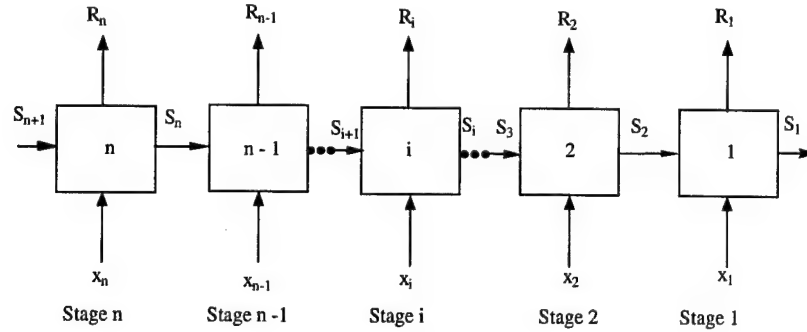 Rₙ Rₙ₋₁ Rᵢ R₂ R₁
Sₙ₊₁ Sₙ Sᵢ₊₁ Sᵢ S₃ S₂ S₁
n n - 1 i 2 1
xₙ xₙ₋₁ xᵢ x₂ x₁
Stage n Stage n -1 Stage i Stage 2 Stage 1